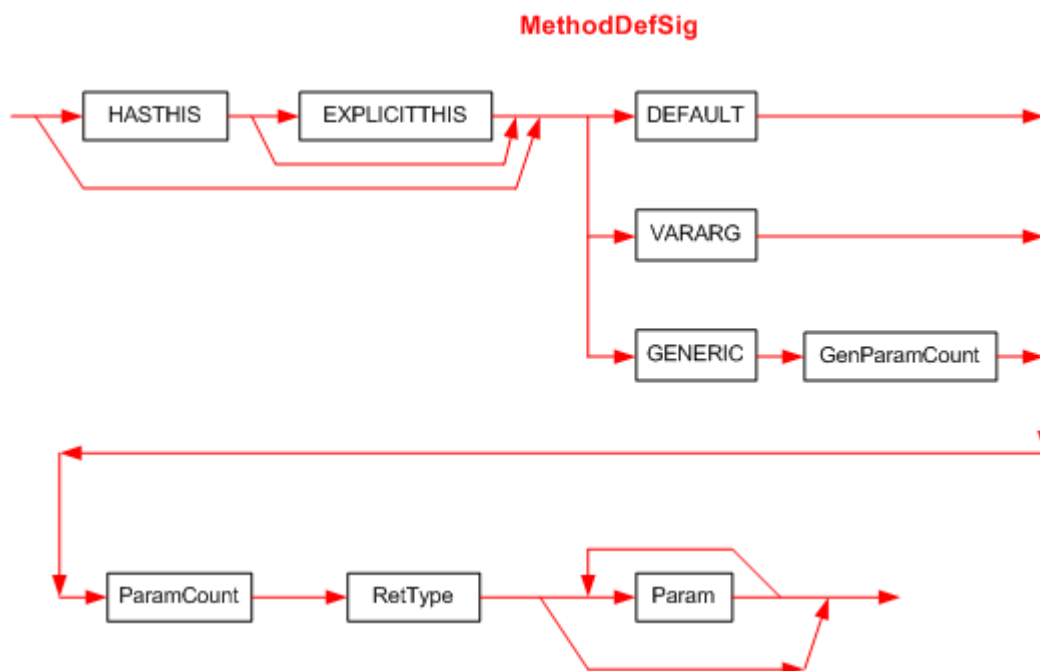 MethodDefSig
HASTHIS
EXPLICITTHIS
DEFAULT
VARARG
GENERIC
GenParamCount
ParamCount
RetType
Param